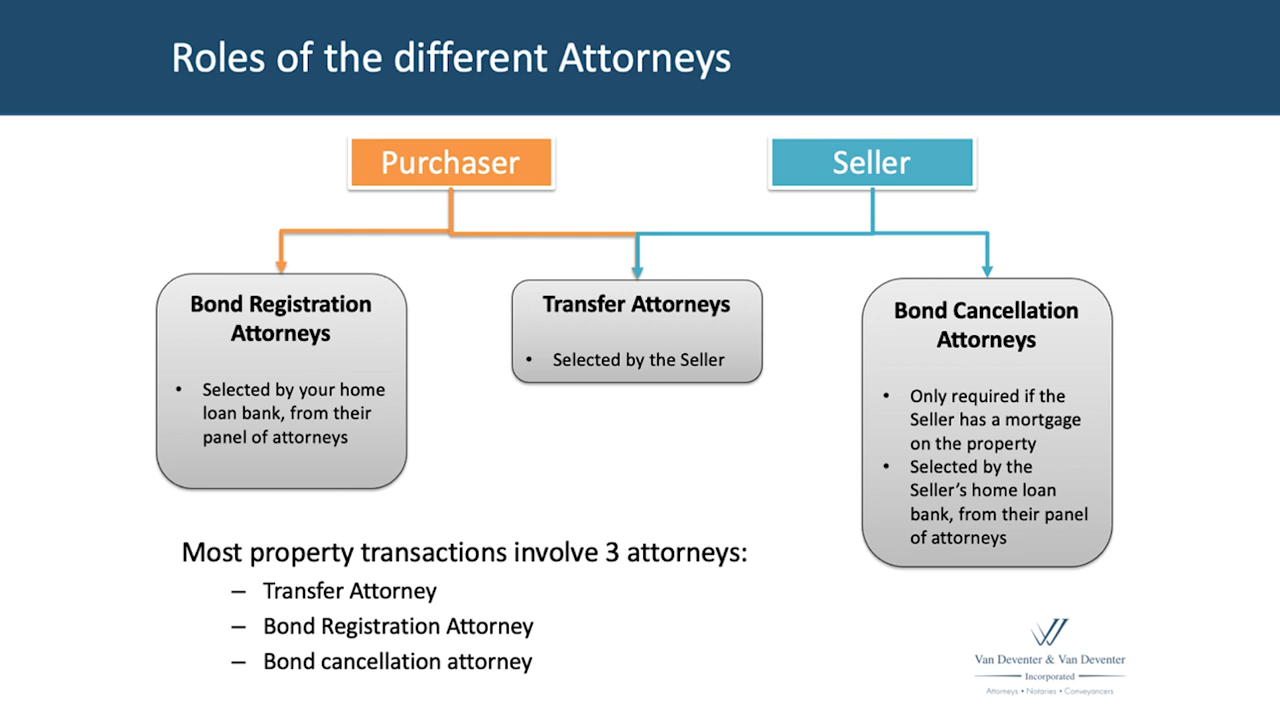 Roles of the different Attorneys
Purchaser
Seller
Bond Registration
Attorneys
• Selected by your home
loan bank, from their
panel of attorneys
Transfer Attorneys
• Selected by the Seller
Bond Cancellation
Attorneys
• Only required if the
Seller has a mortgage
on the property
• Selected by the
Seller’s home loan
bank, from their panel
of attorneys
Most property transactions involve 3 attorneys:
– Transfer Attorney
– Bond Registration Attorney
– Bond cancellation attorney
Van Deventer & Van Deventer
Incorporated
Attorneys • Notaries • Conveyancers